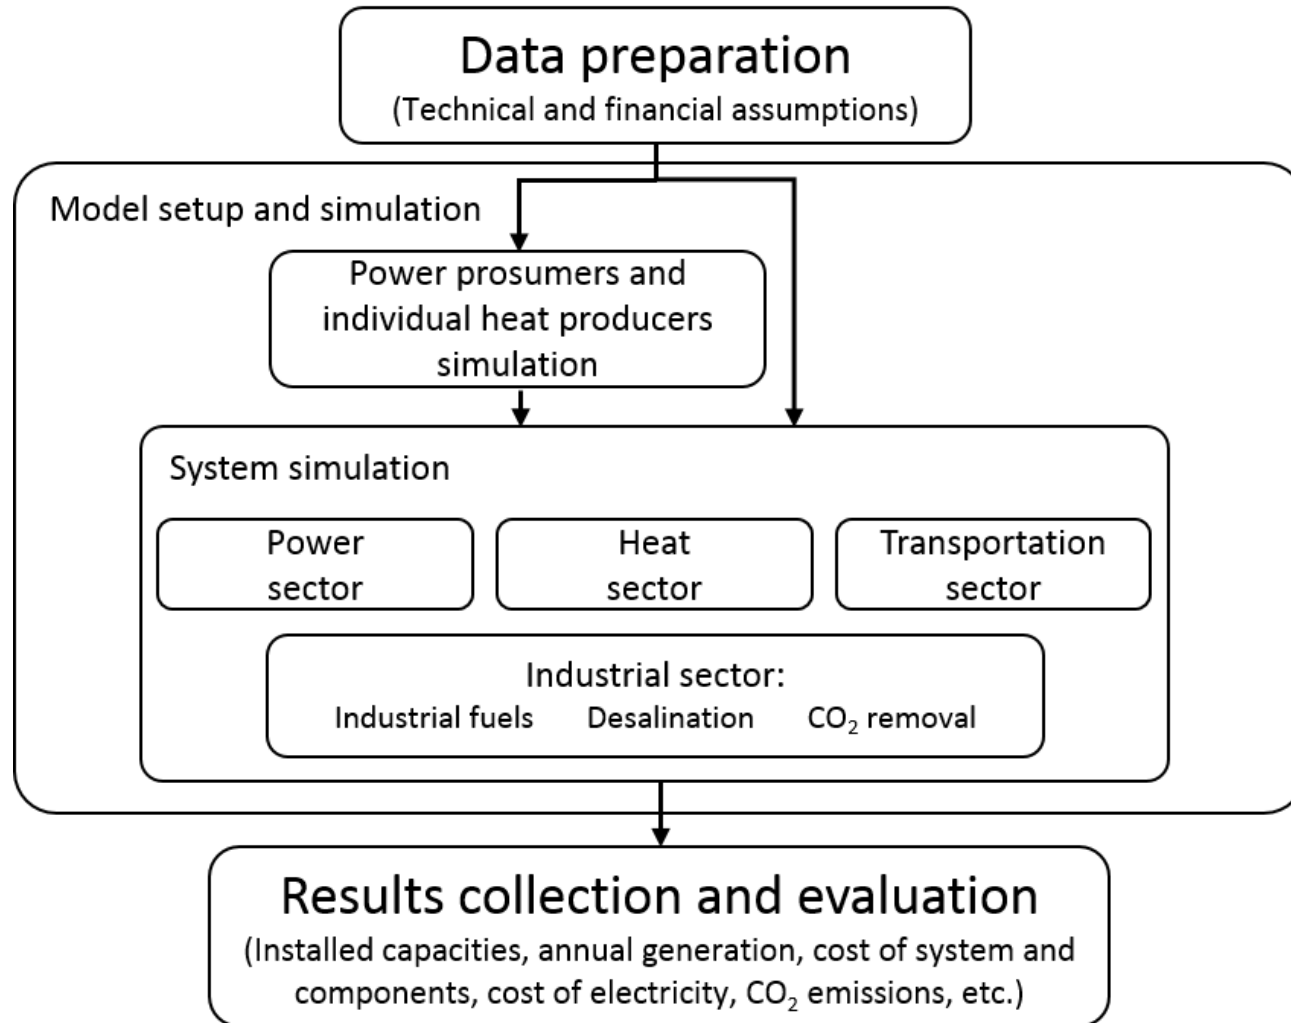 Data preparation
(Technical and financial assumptions)
Model setup and simulation
Power prosumers and
individual heat producers
simulation
System simulation
Power
sector
Heat
sector
Transportation
sector
Industrial sector:
Industrial fuels Desalination CO₂ removal
Results collection and evaluation
(Installed capacities, annual generation, cost of system and
components, cost of electricity, CO₂ emissions, etc.)